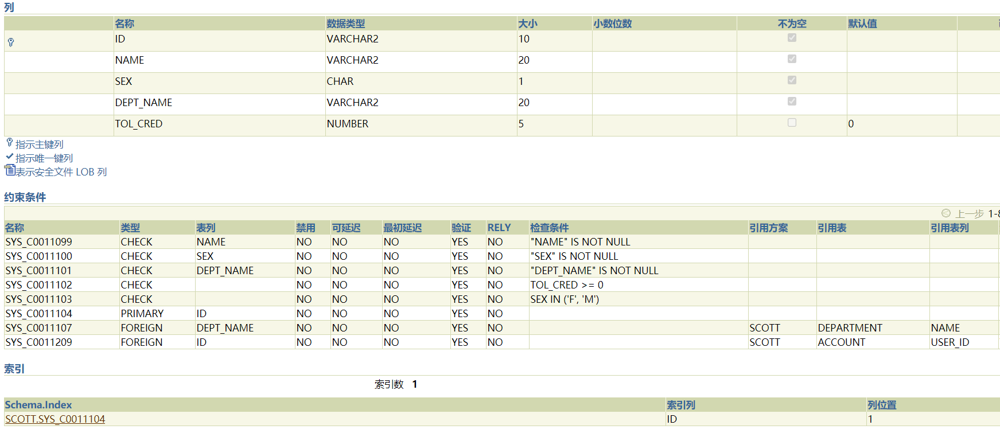 列
名称 数据类型 大小 小数位数 不为空 默认值
ID VARCHAR2 10
NAME VARCHAR2 20
SEX CHAR 1
DEPT_NAME VARCHAR2 20
TOL_CRED NUMBER 5 0
指示主键列
指示唯一键列
表示安全文件 LOB 列
约束条件
上一步 1-8
名称 类型 表列 禁用 可延迟 最初延迟 验证 RELY 检查条件 引用方案 引用表 引用表列
SYS_C0011099 CHECK NAME NO NO NO YES NO "NAME" IS NOT NULL
SYS_C0011100 CHECK SEX NO NO NO YES NO "SEX" IS NOT NULL
SYS_C0011101 CHECK DEPT_NAME NO NO NO YES NO "DEPT_NAME" IS NOT NULL
SYS_C0011102 CHECK NO NO NO YES NO TOL_CRED >= 0
SYS_C0011103 CHECK NO NO NO YES NO SEX IN ('F', 'M')
SYS_C0011104 PRIMARY ID NO NO NO YES NO
SYS_C0011107 FOREIGN DEPT_NAME NO NO NO YES NO SCOTT DEPARTMENT NAME
SYS_C0011209 FOREIGN ID NO NO NO YES NO SCOTT ACCOUNT USER_ID
索引
索引数 1
Schema.Index 索引列 列位置
SCOTT.SYS_C0011104 ID 1